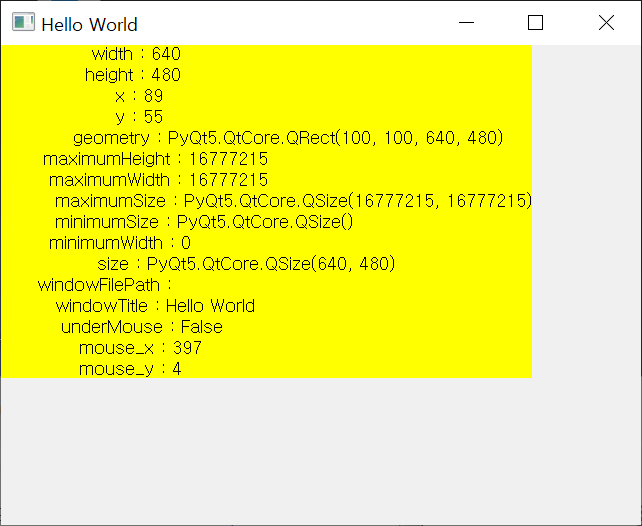 Hello World
width : 640
height : 480
x : 89
y : 55
geometry : PyQt5.QtCore.QRect(100, 100, 640, 480)
maximumHeight : 16777215
maximumWidth : 16777215
maximumSize : PyQt5.QtCore.QSize(16777215, 16777215)
minimumSize : PyQt5.QtCore.QSize()
minimumWidth : 0
size : PyQt5.QtCore.QSize(640, 480)
windowFilePath :
windowTitle : Hello World
underMouse : False
mouse_x : 397
mouse_y : 4